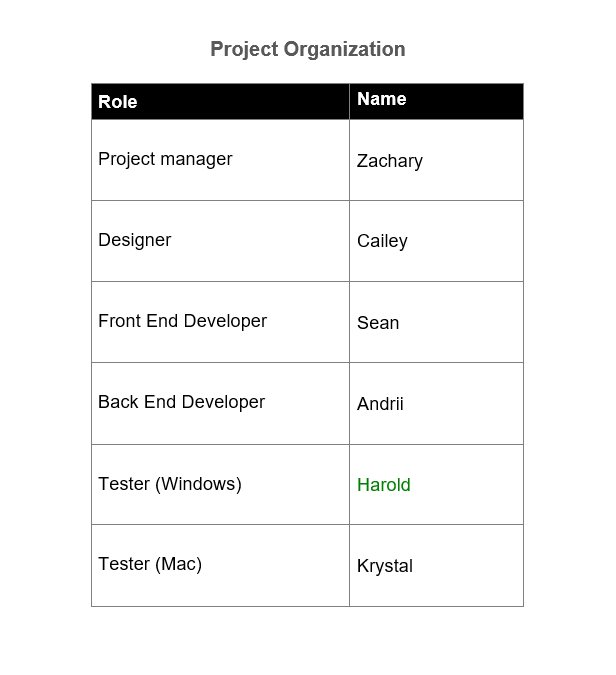 Project Organization
Role Name
Project manager Zachary
Designer Cailey
Front End Developer Sean
Back End Developer Andrii
Tester (Windows) Harold
Tester (Mac) Krystal